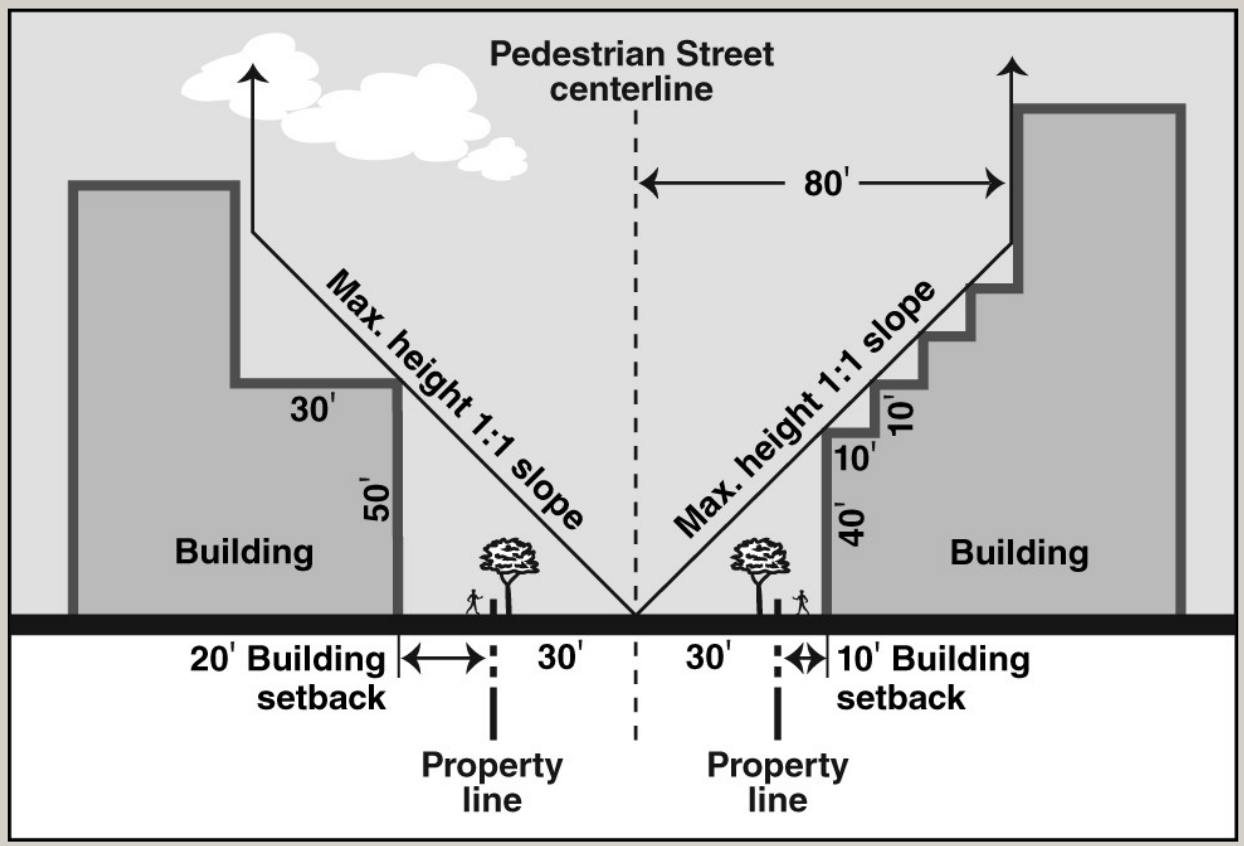 Pedestrian Street
centerline
80'
Max. height 1:1 slope
Max. height 1:1 slope
30'
50'
10'
10'
40'
Building
Building
20' Building
setback
30'
30'
10' Building
setback
Property
line
Property
line